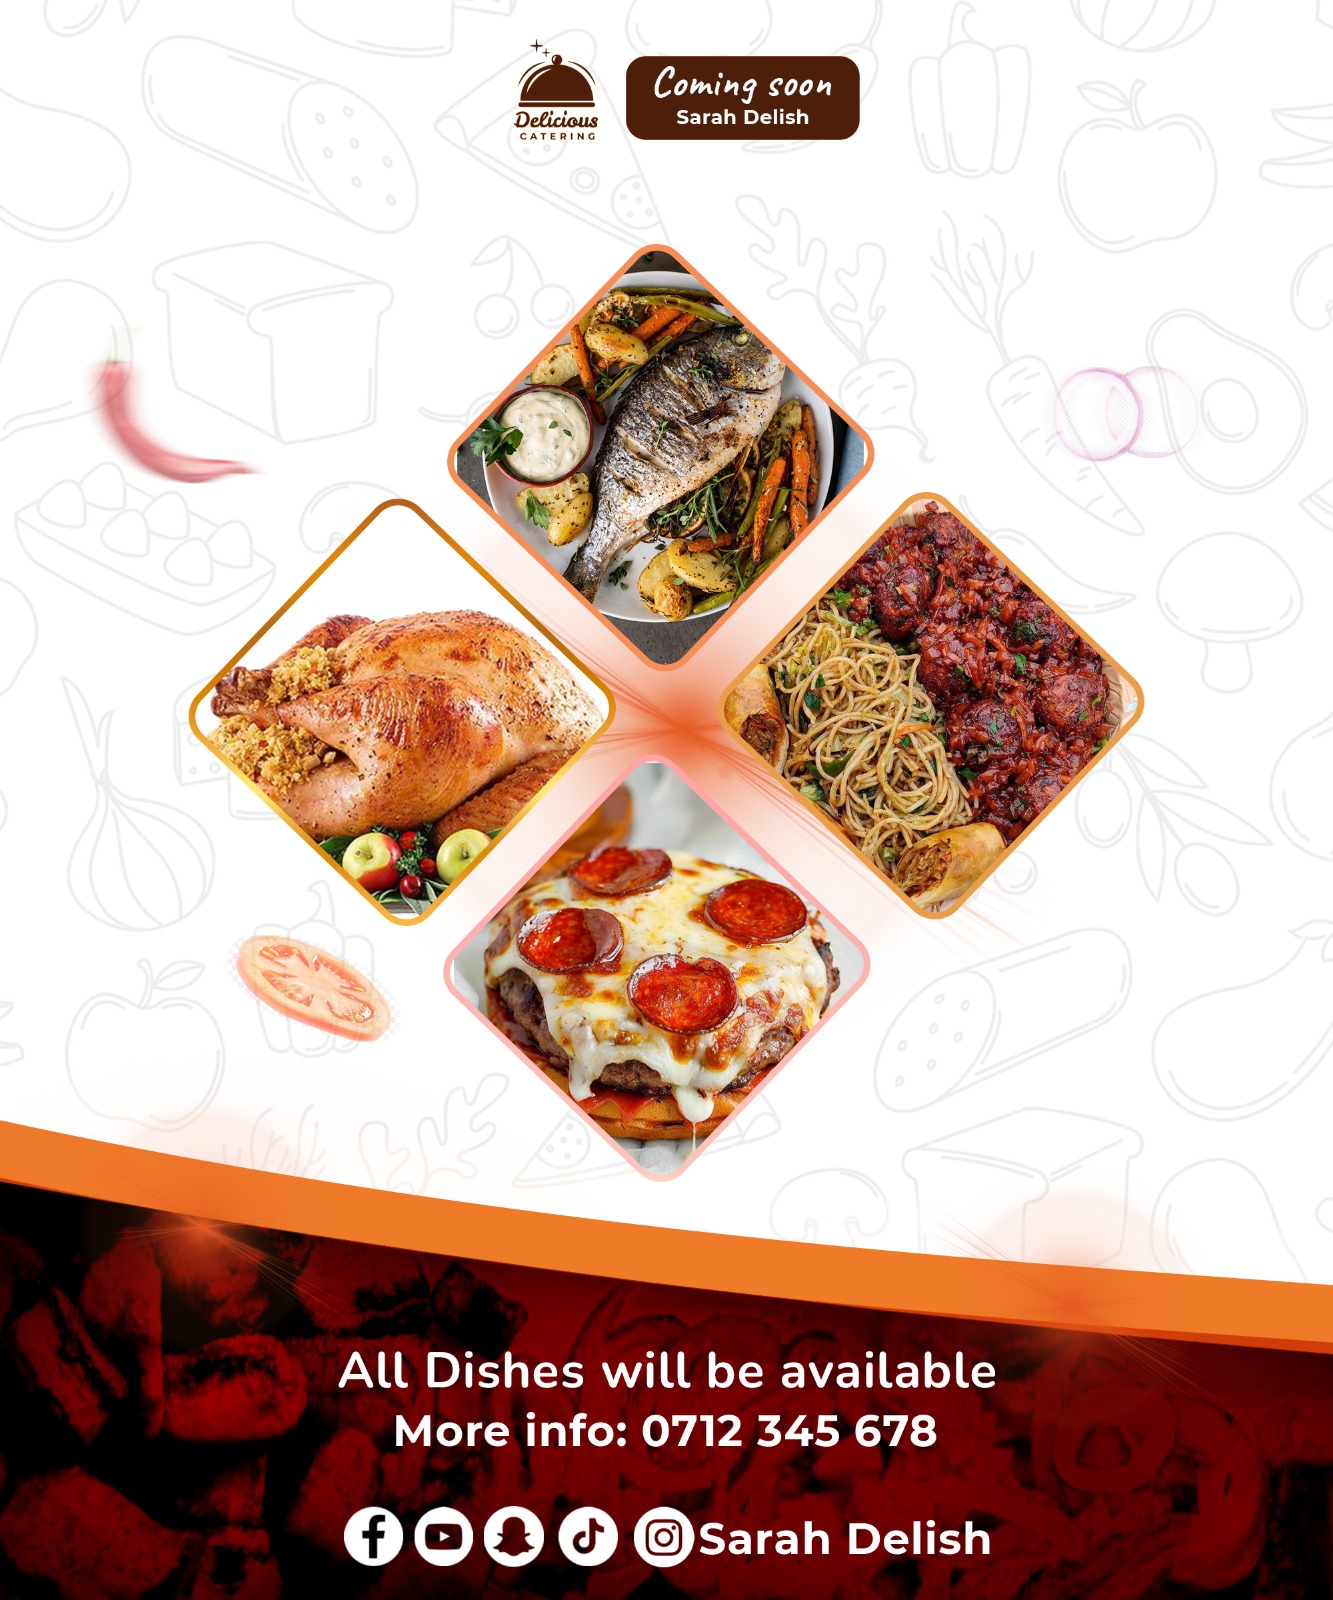 Delicious
CATERING
Coming soon
Sarah Delish
All Dishes will be available
More info: 0712 345 678
Sarah Delish